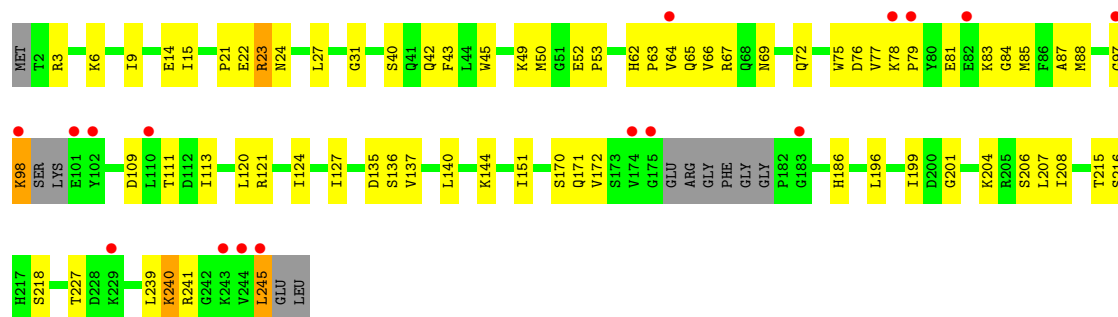 MET T2 R3 K6 I9 E14 I15 P21 E22 R23 N24 L27 G31 S40 Q41 Q42 F43 L44 W45 K49 M50 G51 E52 P53 H62 P63 V64 Q65 V66 R67 Q68 N69 Q72 W75 D76 V77 K78 P79 Y80 E81 E82 K83 G84 M85 F86 A87 M88 G97
K98 SER LYS E101 Y102 D109 L110 T111 D112 I113 L120 R121 I124 I127 D135 S136 V137 L140 K144 I151 S170 Q171 V172 S173 V174 G175 GLU ARG GLY PHE GLY GLY P182 G183 H186 L196 I199 D200 G201 K204 R205 S206 L207 I208 T215 S216
H217 S218 T227 D228 K229 L239 K240 R241 G242 K243 V244 L245 GLU LEU